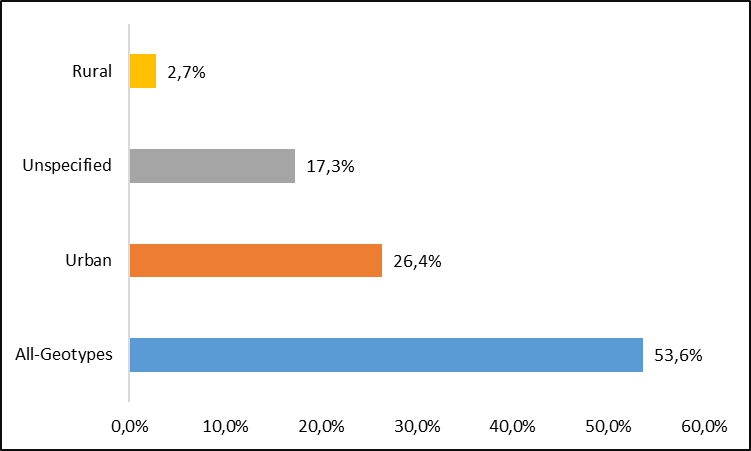 Rural
2,7%
Unspecified
17,3%
Urban
26,4%
All-Geotypes
53,6%
0,0% 10,0% 20,0% 30,0% 40,0% 50,0% 60,0%